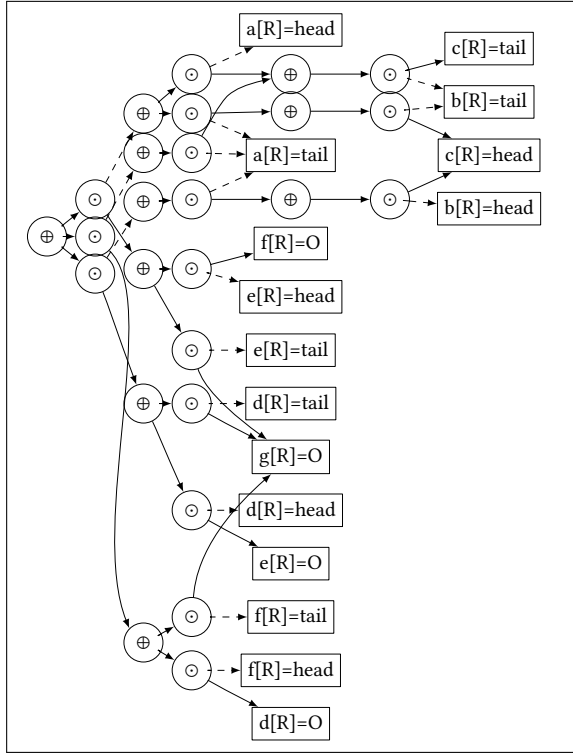 a[R]=head
c[R]=tail
b[R]=tail
a[R]=tail
c[R]=head
b[R]=head
f[R]=O
e[R]=head
e[R]=tail
d[R]=tail
g[R]=O
d[R]=head
e[R]=O
f[R]=tail
f[R]=head
d[R]=O